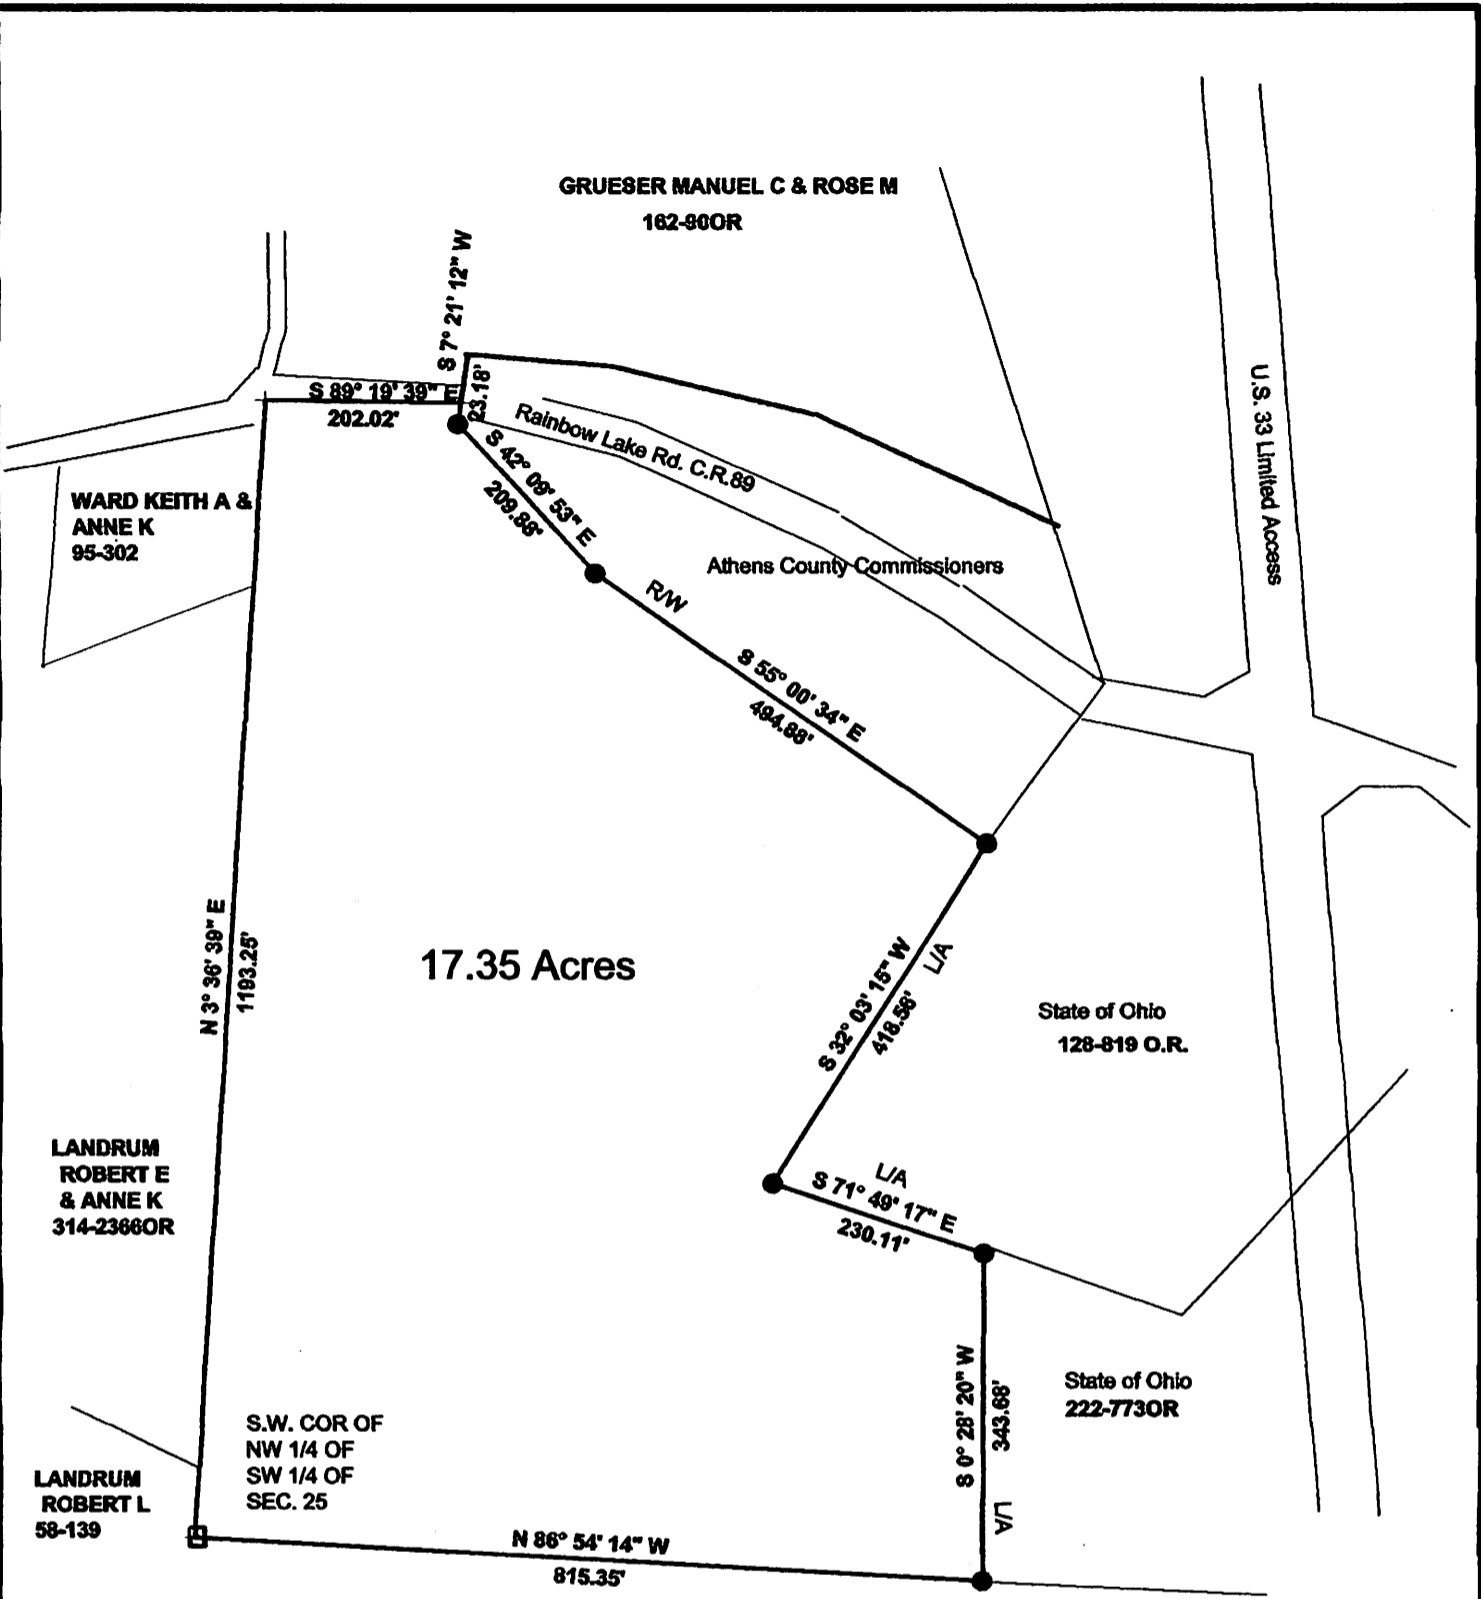 GRUESER MANUEL C & ROSE M
162-90OR
S 7° 21' 12" W
23.18'
S 89° 19' 39" E
202.02'
Rainbow Lake Rd. C.R.89
S 42° 09' 53" E
209.88'
U.S. 33 Limited Access
WARD KEITH A &
ANNE K
95-302
Athens County Commissioners
R/W
S 55° 00' 34" E
494.88'
N 3° 36' 39" E
1193.25'
17.35 Acres
S 32° 03' 15" W
L/A
418.56'
State of Ohio
128-819 O.R.
LANDRUM
ROBERT E
& ANNE K
314-2366OR
L/A
S 71° 49' 17" E
230.11'
S 0° 28' 20" W
343.68'
L/A
State of Ohio
222-773OR
S.W. COR OF
NW 1/4 OF
SW 1/4 OF
SEC. 25
LANDRUM
ROBERT L
58-139
N 86° 54' 14" W
815.35'